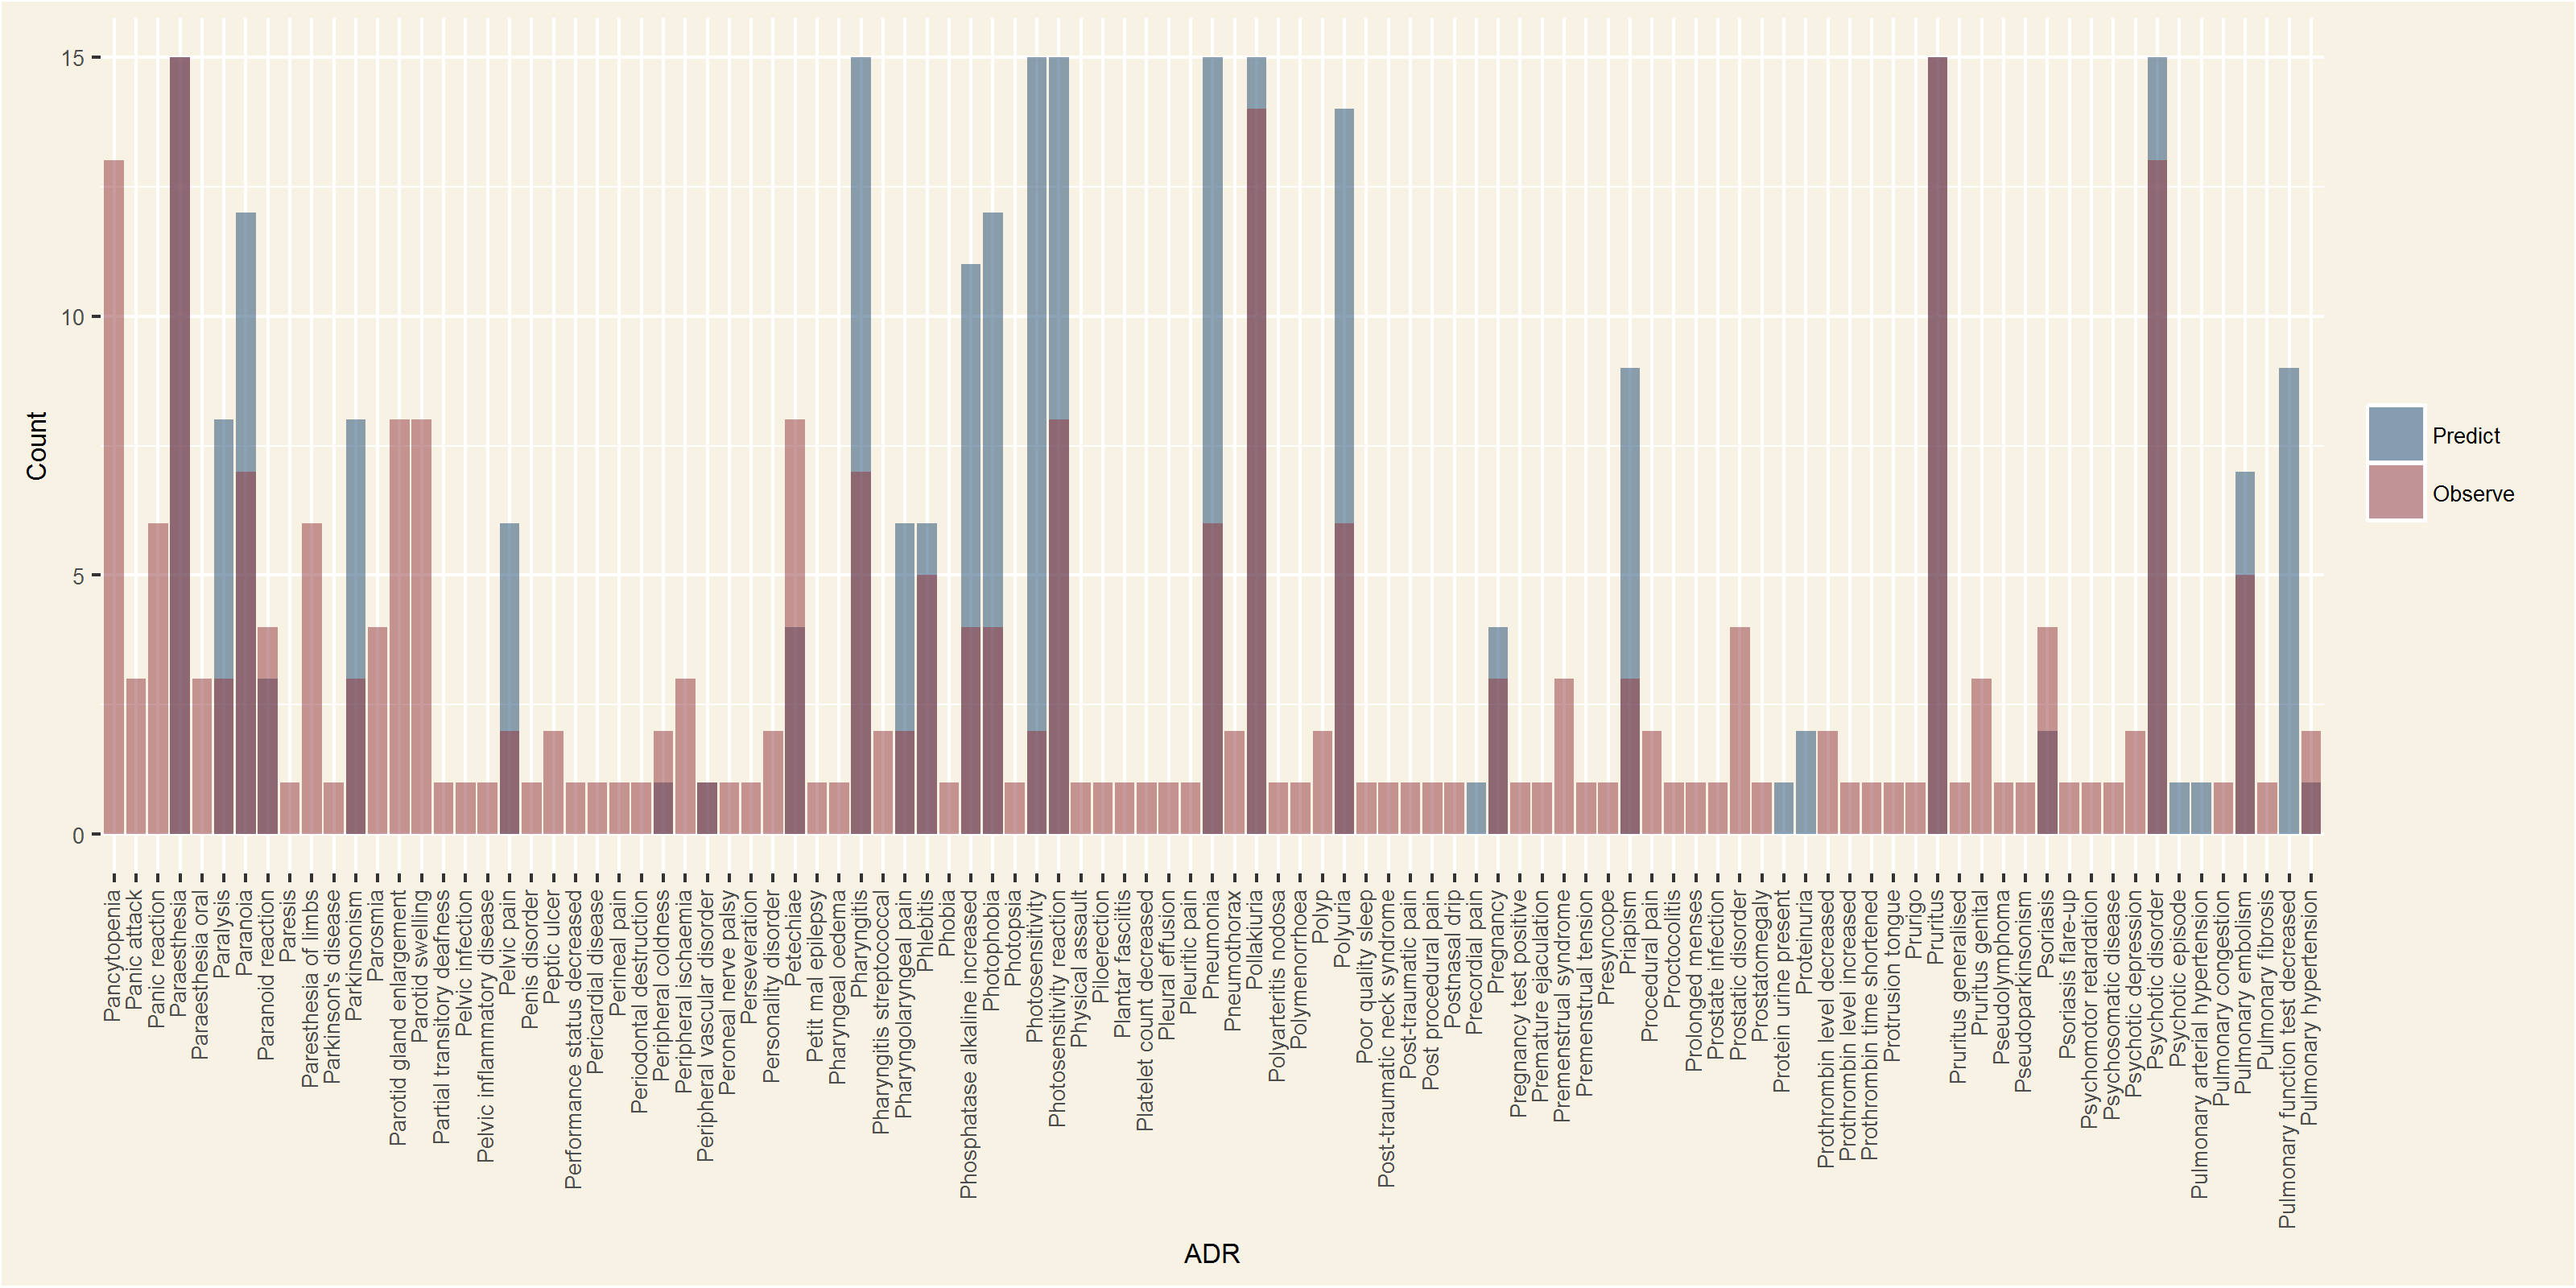 15
10
5
0
Count
Pancytopenia
Panic attack
Panic reaction
Paraesthesia
Paraesthesia oral
Paralysis
Paranoia
Paranoid reaction
Paresis
Paresthesia of limbs
Parkinson's disease
Parkinsonism
Parosmia
Parotid gland enlargement
Parotid swelling
Partial transitory deafness
Pelvic infection
Pelvic inflammatory disease
Pelvic pain
Penis disorder
Peptic ulcer
Performance status decreased
Pericardial disease
Perineal pain
Periodontal destruction
Peripheral coldness
Peripheral ischaemia
Peripheral vascular disorder
Peroneal nerve palsy
Perseveration
Personality disorder
Petechiae
Petit mal epilepsy
Pharyngeal oedema
Pharyngitis
Pharyngitis streptococcal
Pharyngolaryngeal pain
Phlebitis
Phobia
Phosphatase alkaline increased
Photophobia
Photopsia
Photosensitivity
Photosensitivity reaction
Physical assault
Piloerection
Plantar fasciitis
Platelet count decreased
Pleural effusion
Pleuritic pain
Pneumonia
Pneumothorax
Pollakiuria
Polyarteritis nodosa
Polymenorrhoea
Polyp
Polyuria
Poor quality sleep
Post-traumatic neck syndrome
Post-traumatic pain
Post procedural pain
Postnasal drip
Precordial pain
Pregnancy
Pregnancy test positive
Premature ejaculation
Premenstrual syndrome
Premenstrual tension
Presyncope
Priapism
Procedural pain
Proctocolitis
Prolonged menses
Prostate infection
Prostatic disorder
Prostatomegaly
Protein urine present
Proteinuria
Prothrombin level decreased
Prothrombin level increased
Prothrombin time shortened
Protrusion tongue
Prurigo
Pruritus
Pruritus generalised
Pruritus genital
Pseudolymphoma
Pseudoparkinsonism
Psoriasis
Psoriasis flare-up
Psychomotor retardation
Psychosomatic disease
Psychotic depression
Psychotic disorder
Psychotic episode
Pulmonary arterial hypertension
Pulmonary congestion
Pulmonary embolism
Pulmonary fibrosis
Pulmonary function test decreased
Pulmonary hypertension
ADR
Predict
Observe